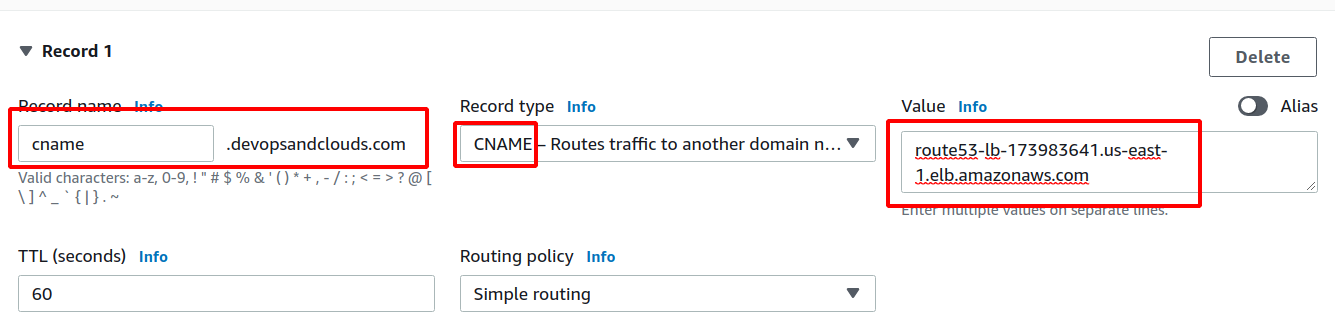 Record 1
Delete
Record name Info
cname .devopsandclouds.com
Valid characters: a-z, 0-9, ! " # $ % & ' ( ) * + , - / : ; < = > ? @ [
\ ] ^ _ ` { | } . ~
Record type Info
CNAME – Routes traffic to another domain n...
Value Info
Alias
route53-lb-173983641.us-east-
1.elb.amazonaws.com
Enter multiple values on separate lines.
TTL (seconds) Info
60
Routing policy Info
Simple routing